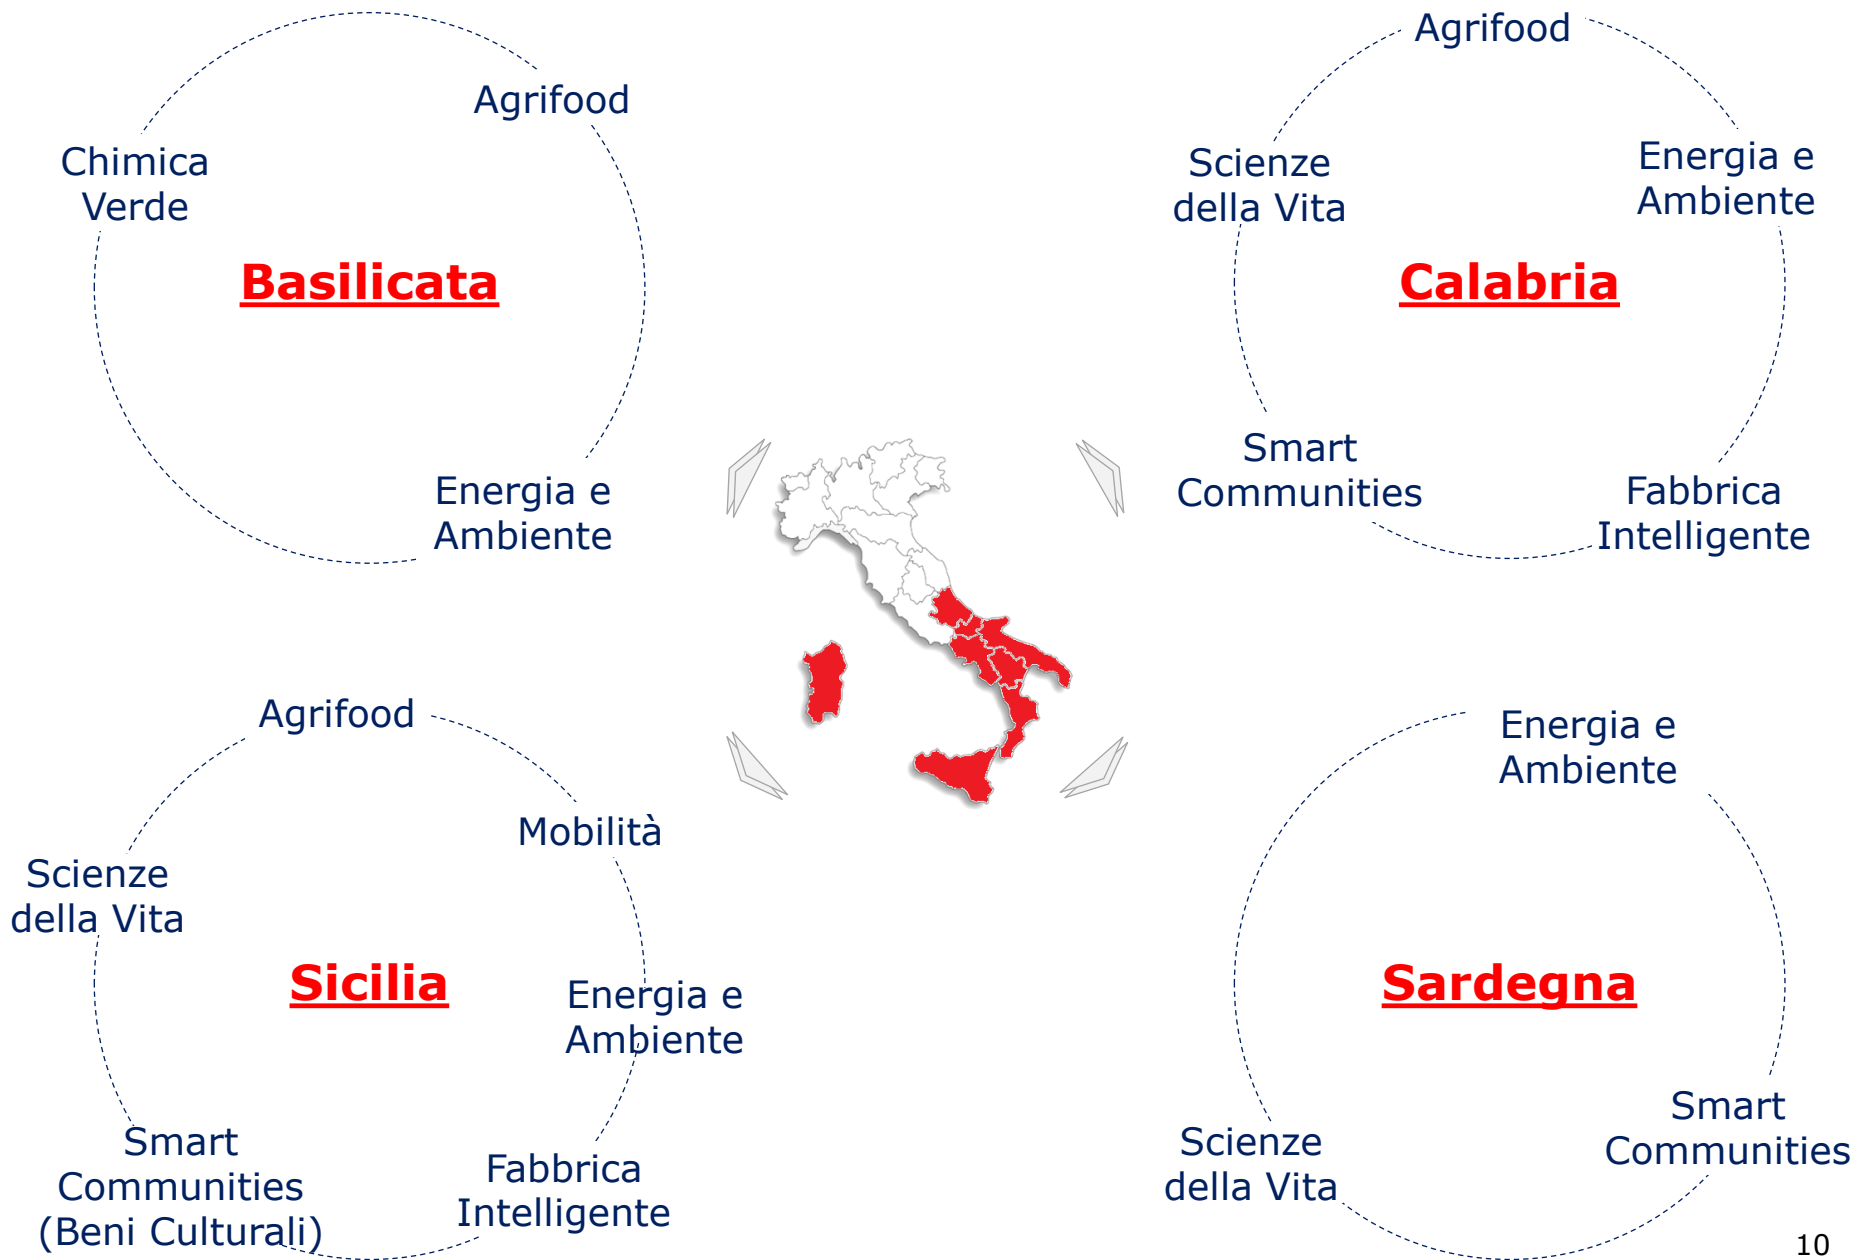 Agrifood
Chimica
Verde
Basilicata
Energia e
Ambiente
Agrifood
Scienze
della Vita
Energia e
Ambiente
Calabria
Smart
Communities
Fabbrica
Intelligente
Agrifood
Mobilità
Scienze
della Vita
Sicilia
Energia e
Ambiente
Smart
Communities
(Beni Culturali)
Fabbrica
Intelligente
Energia e
Ambiente
Sardegna
Smart
Communities
Scienze
della Vita
10